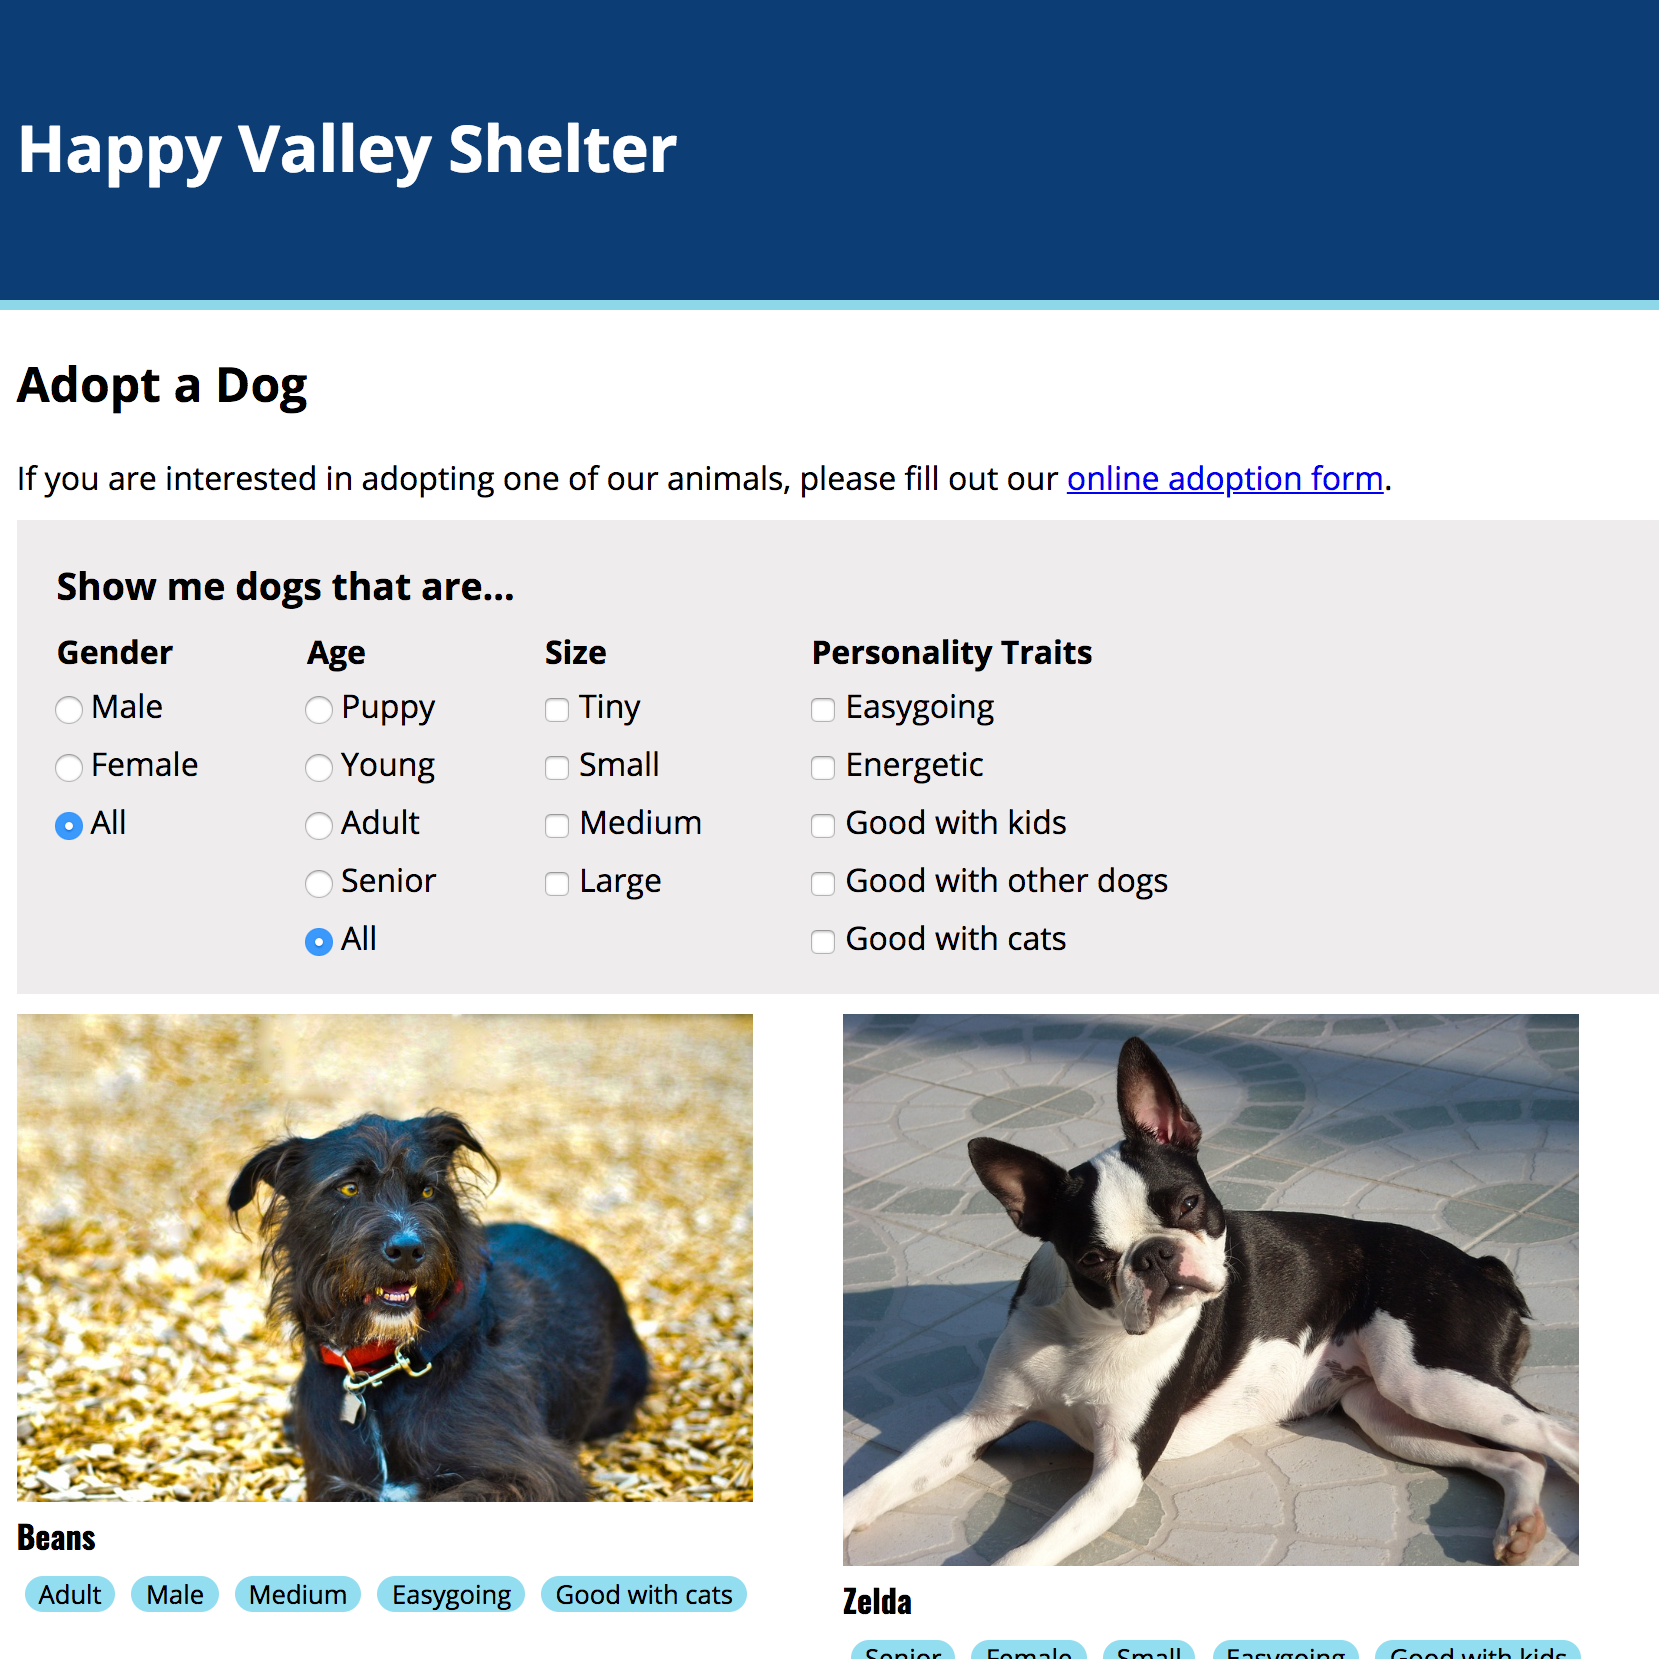 Happy Valley Shelter
Adopt a Dog
If you are interested in adopting one of our animals, please fill out our online adoption form.
Show me dogs that are...
Gender
Male
Female
All
Age
Puppy
Young
Adult
Senior
All
Size
Tiny
Small
Medium
Large
Personality Traits
Easygoing
Energetic
Good with kids
Good with other dogs
Good with cats
Beans
Adult Male Medium Easygoing Good with cats
Zelda
Senior Female Small Easygoing Good with kids